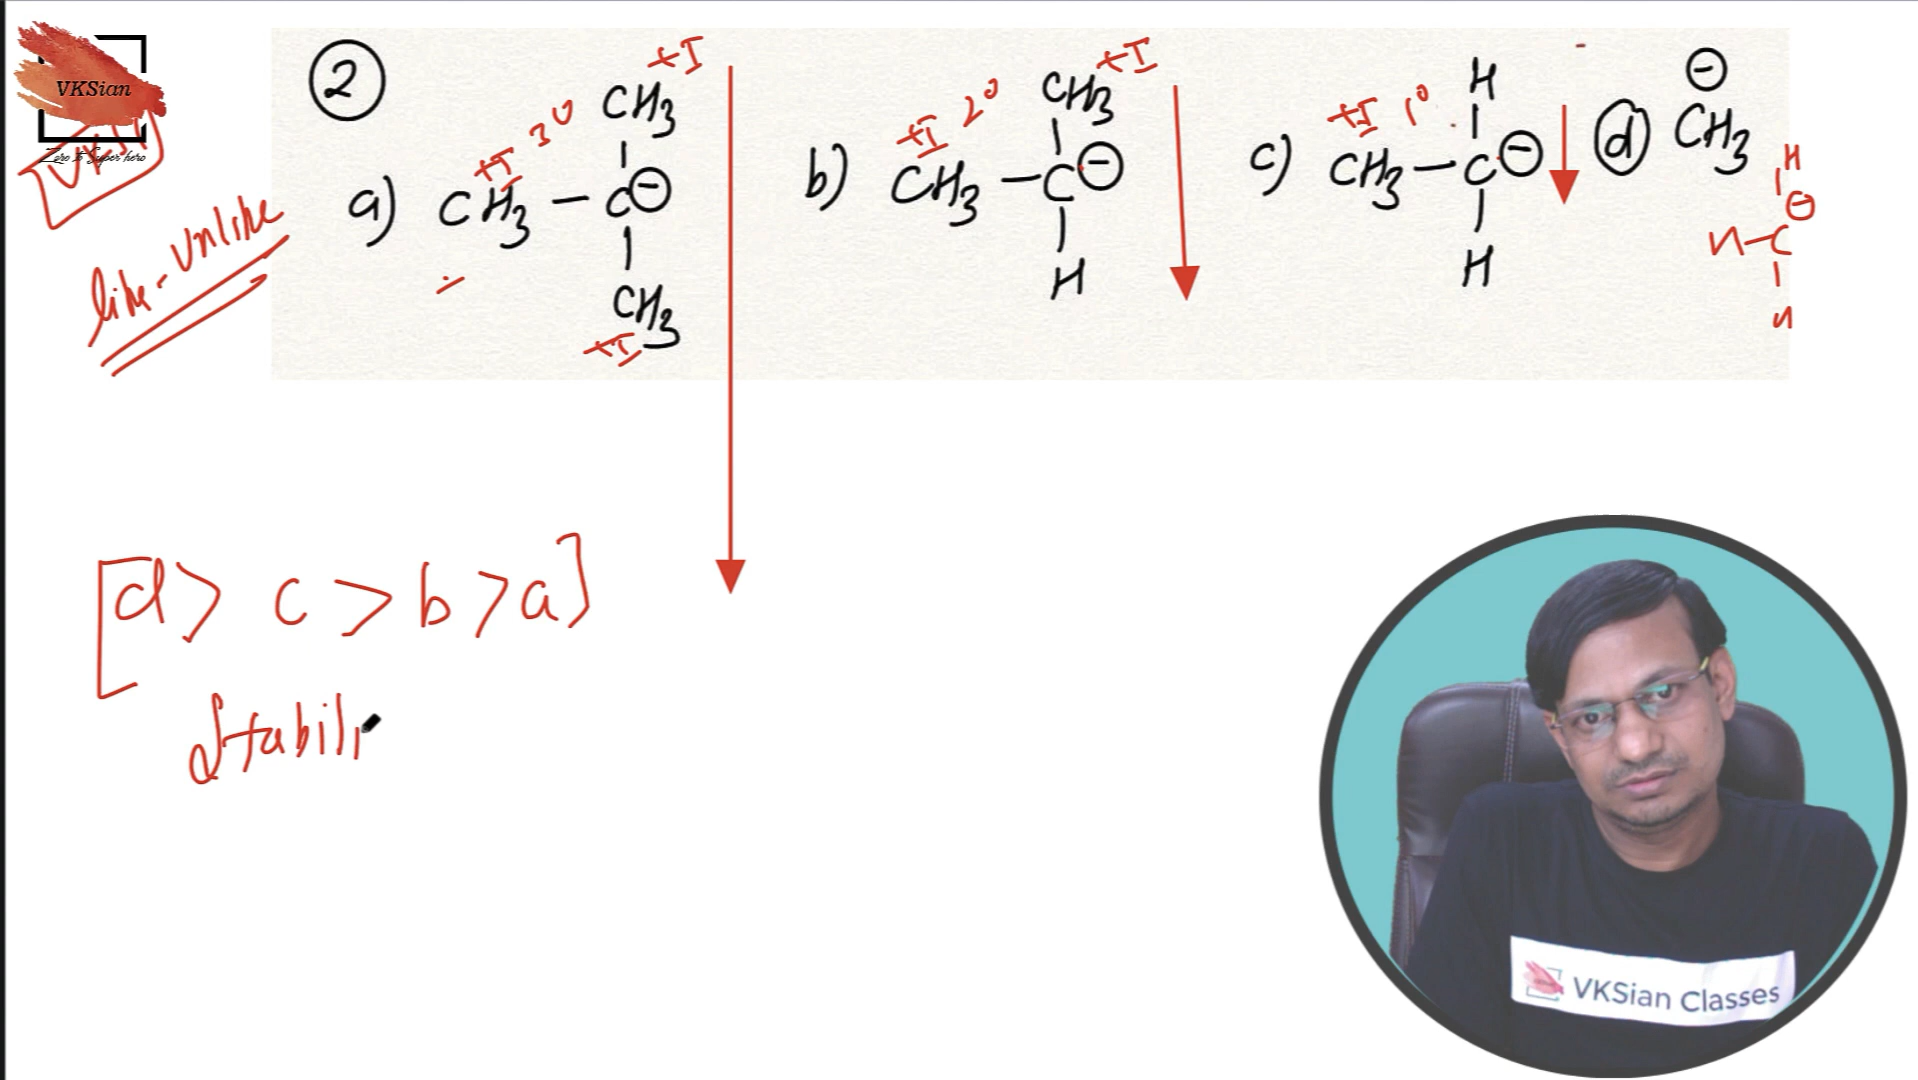 VKSian
Zero to Super hero
VKSi
like-unlike
2
a) CH3 - C⊖
CH3
CH3
+I
+I
+I
3°
b) CH3 - C⊖
CH3
H
+I
+I
2°
c) CH3 - C⊖
H
H
+I
1°
d) CH3
⊖
H
H-C⊖
H
[d > c > b > a]
Stabili
VKSian Classes